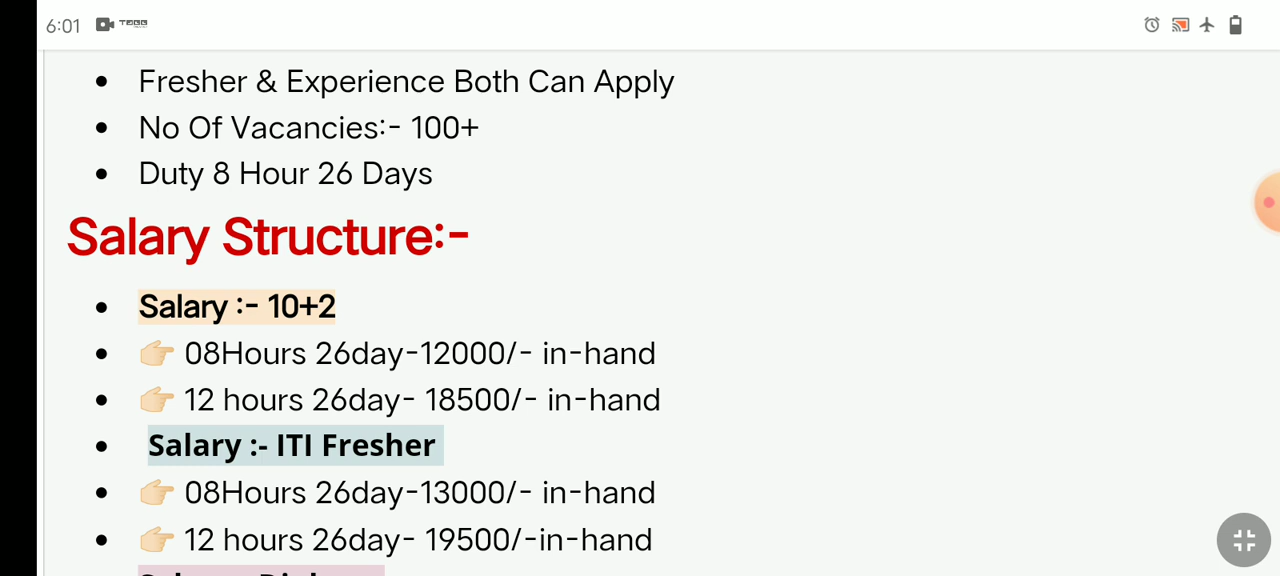 6:01
Fresher & Experience Both Can Apply
No Of Vacancies:- 100+
Duty 8 Hour 26 Days
Salary Structure:-
Salary :- 10+2
👉🏻 08Hours 26day-12000/- in-hand
👉🏻 12 hours 26day- 18500/- in-hand
Salary :- ITI Fresher
👉🏻 08Hours 26day-13000/- in-hand
👉🏻 12 hours 26day- 19500/-in-hand